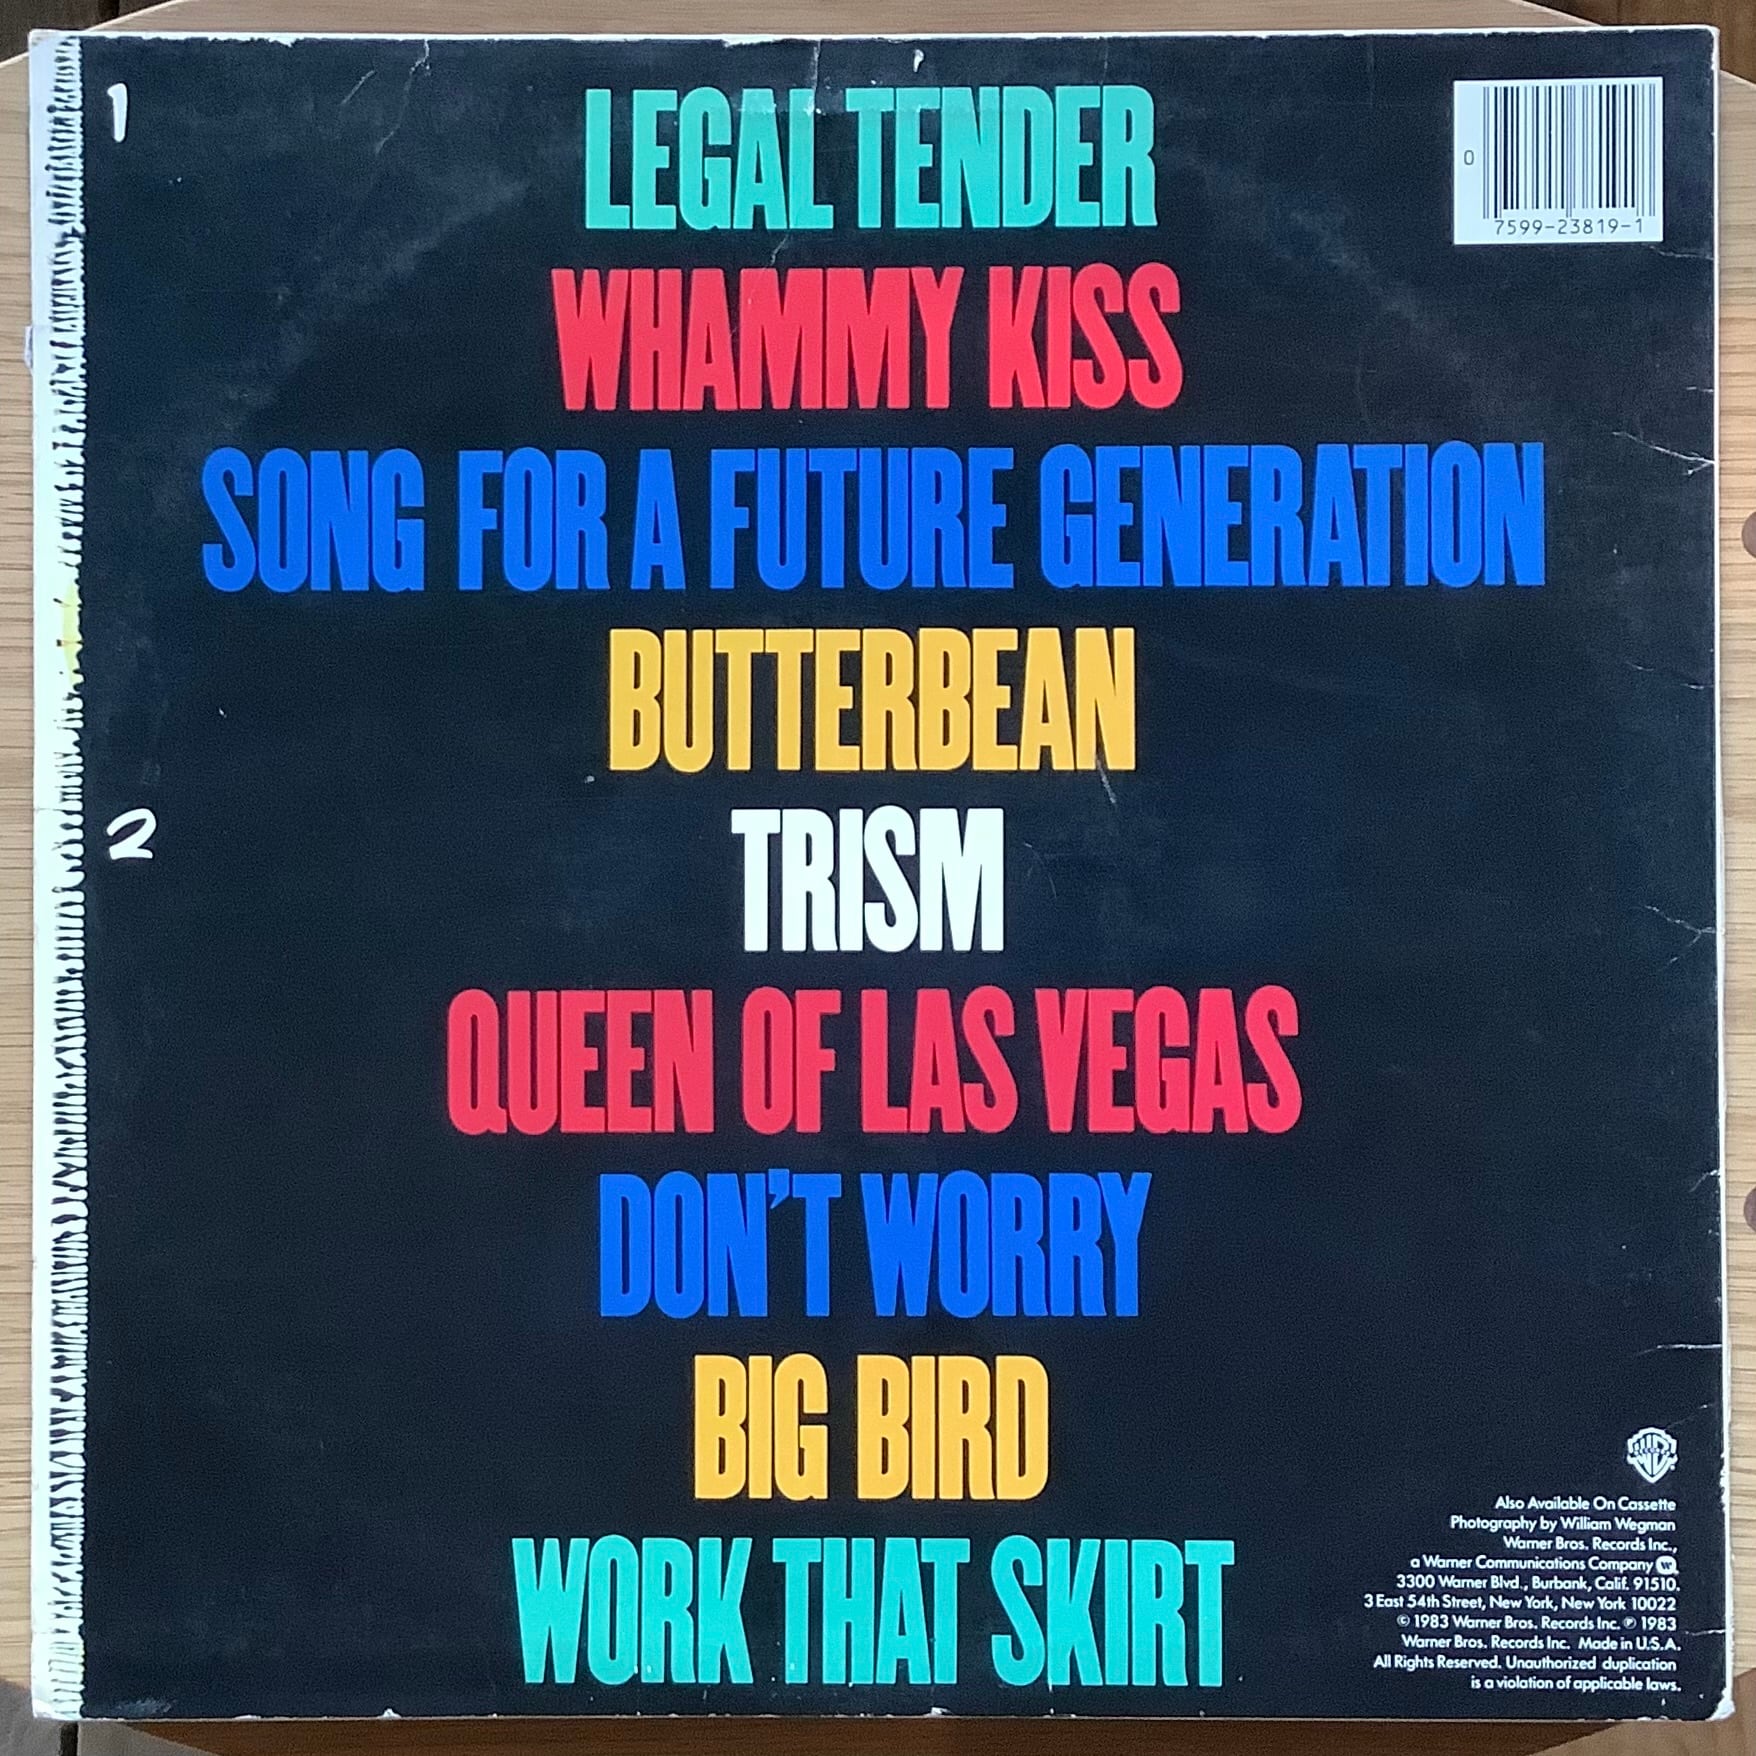 1
LEGAL TENDER
0
7599-23819-1
WHAMMY KISS
SONG FOR A FUTURE GENERATION
BUTTERBEAN
2
TRISM
QUEEN OF LAS VEGAS
DON'T WORRY
BIG BIRD
WORK THAT SKIRT
Also Available On Cassette
Photography by William Wegman
Warner Bros. Records Inc.,
a Warner Communications Company
3300 Warner Blvd., Burbank, Calif. 91510.
3 East 54th Street, New York, New York 10022
© 1983 Warner Bros. Records Inc. ℗ 1983
Warner Bros. Records Inc. Made in U.S.A.
All Rights Reserved. Unauthorized duplication
is a violation of applicable laws.